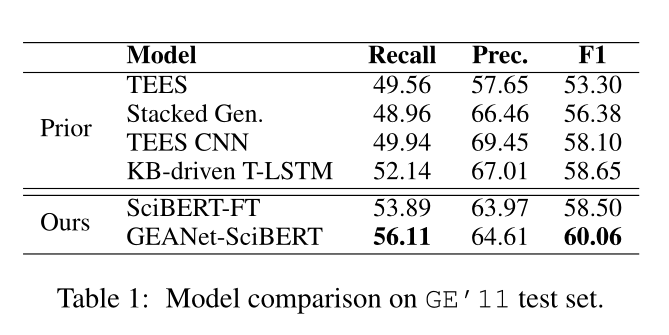 Model Recall Prec. F1
TEES 49.56 57.65 53.30
Stacked Gen. 48.96 66.46 56.38
Prior
TEES CNN 49.94 69.45 58.10
KB-driven T-LSTM 52.14 67.01 58.65
SciBERT-FT 53.89 63.97 58.50
Ours
GEANet-SciBERT 56.11 64.61 60.06
Table 1: Model comparison on GE'11 test set.